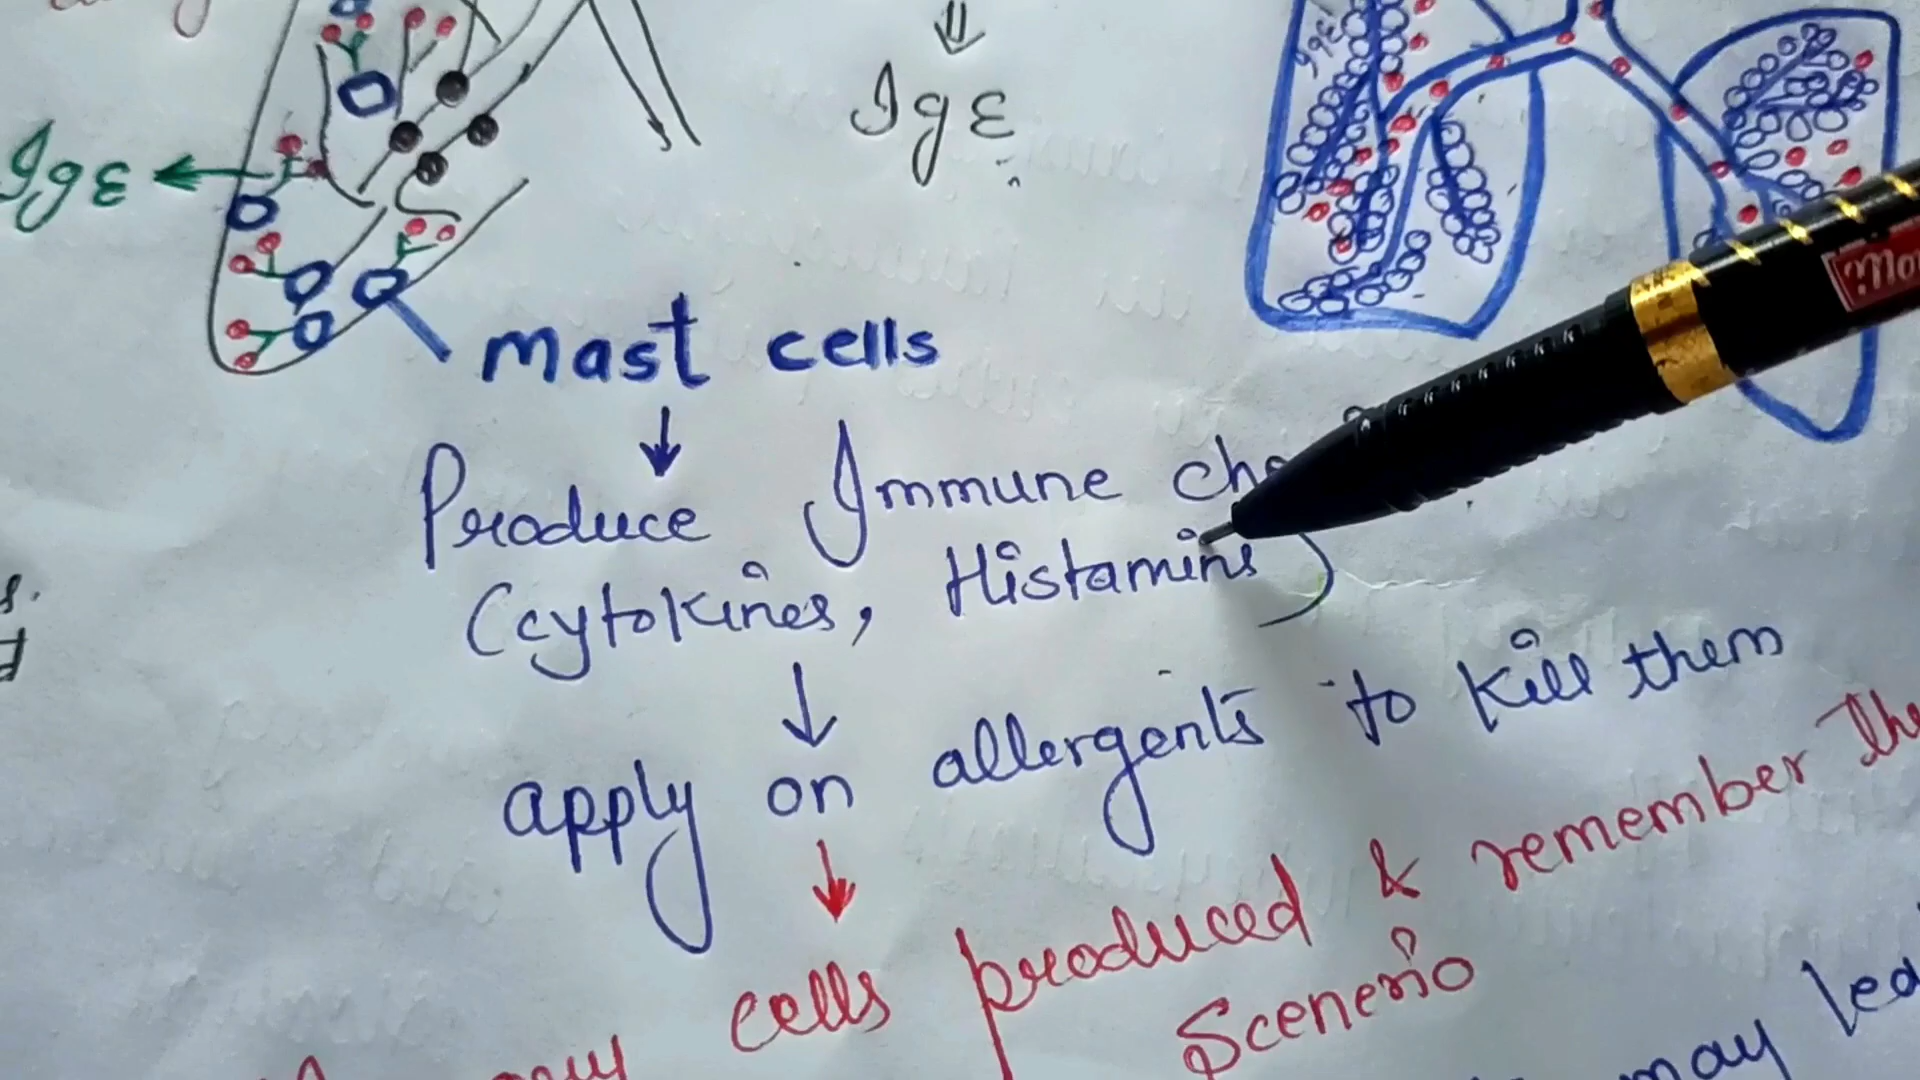 IgE
IgE
IgE
mast cells
Produce Immune
(cytokines, Histamins)
apply on allergents to kill them
cells produced & remember the
Scenerio
may